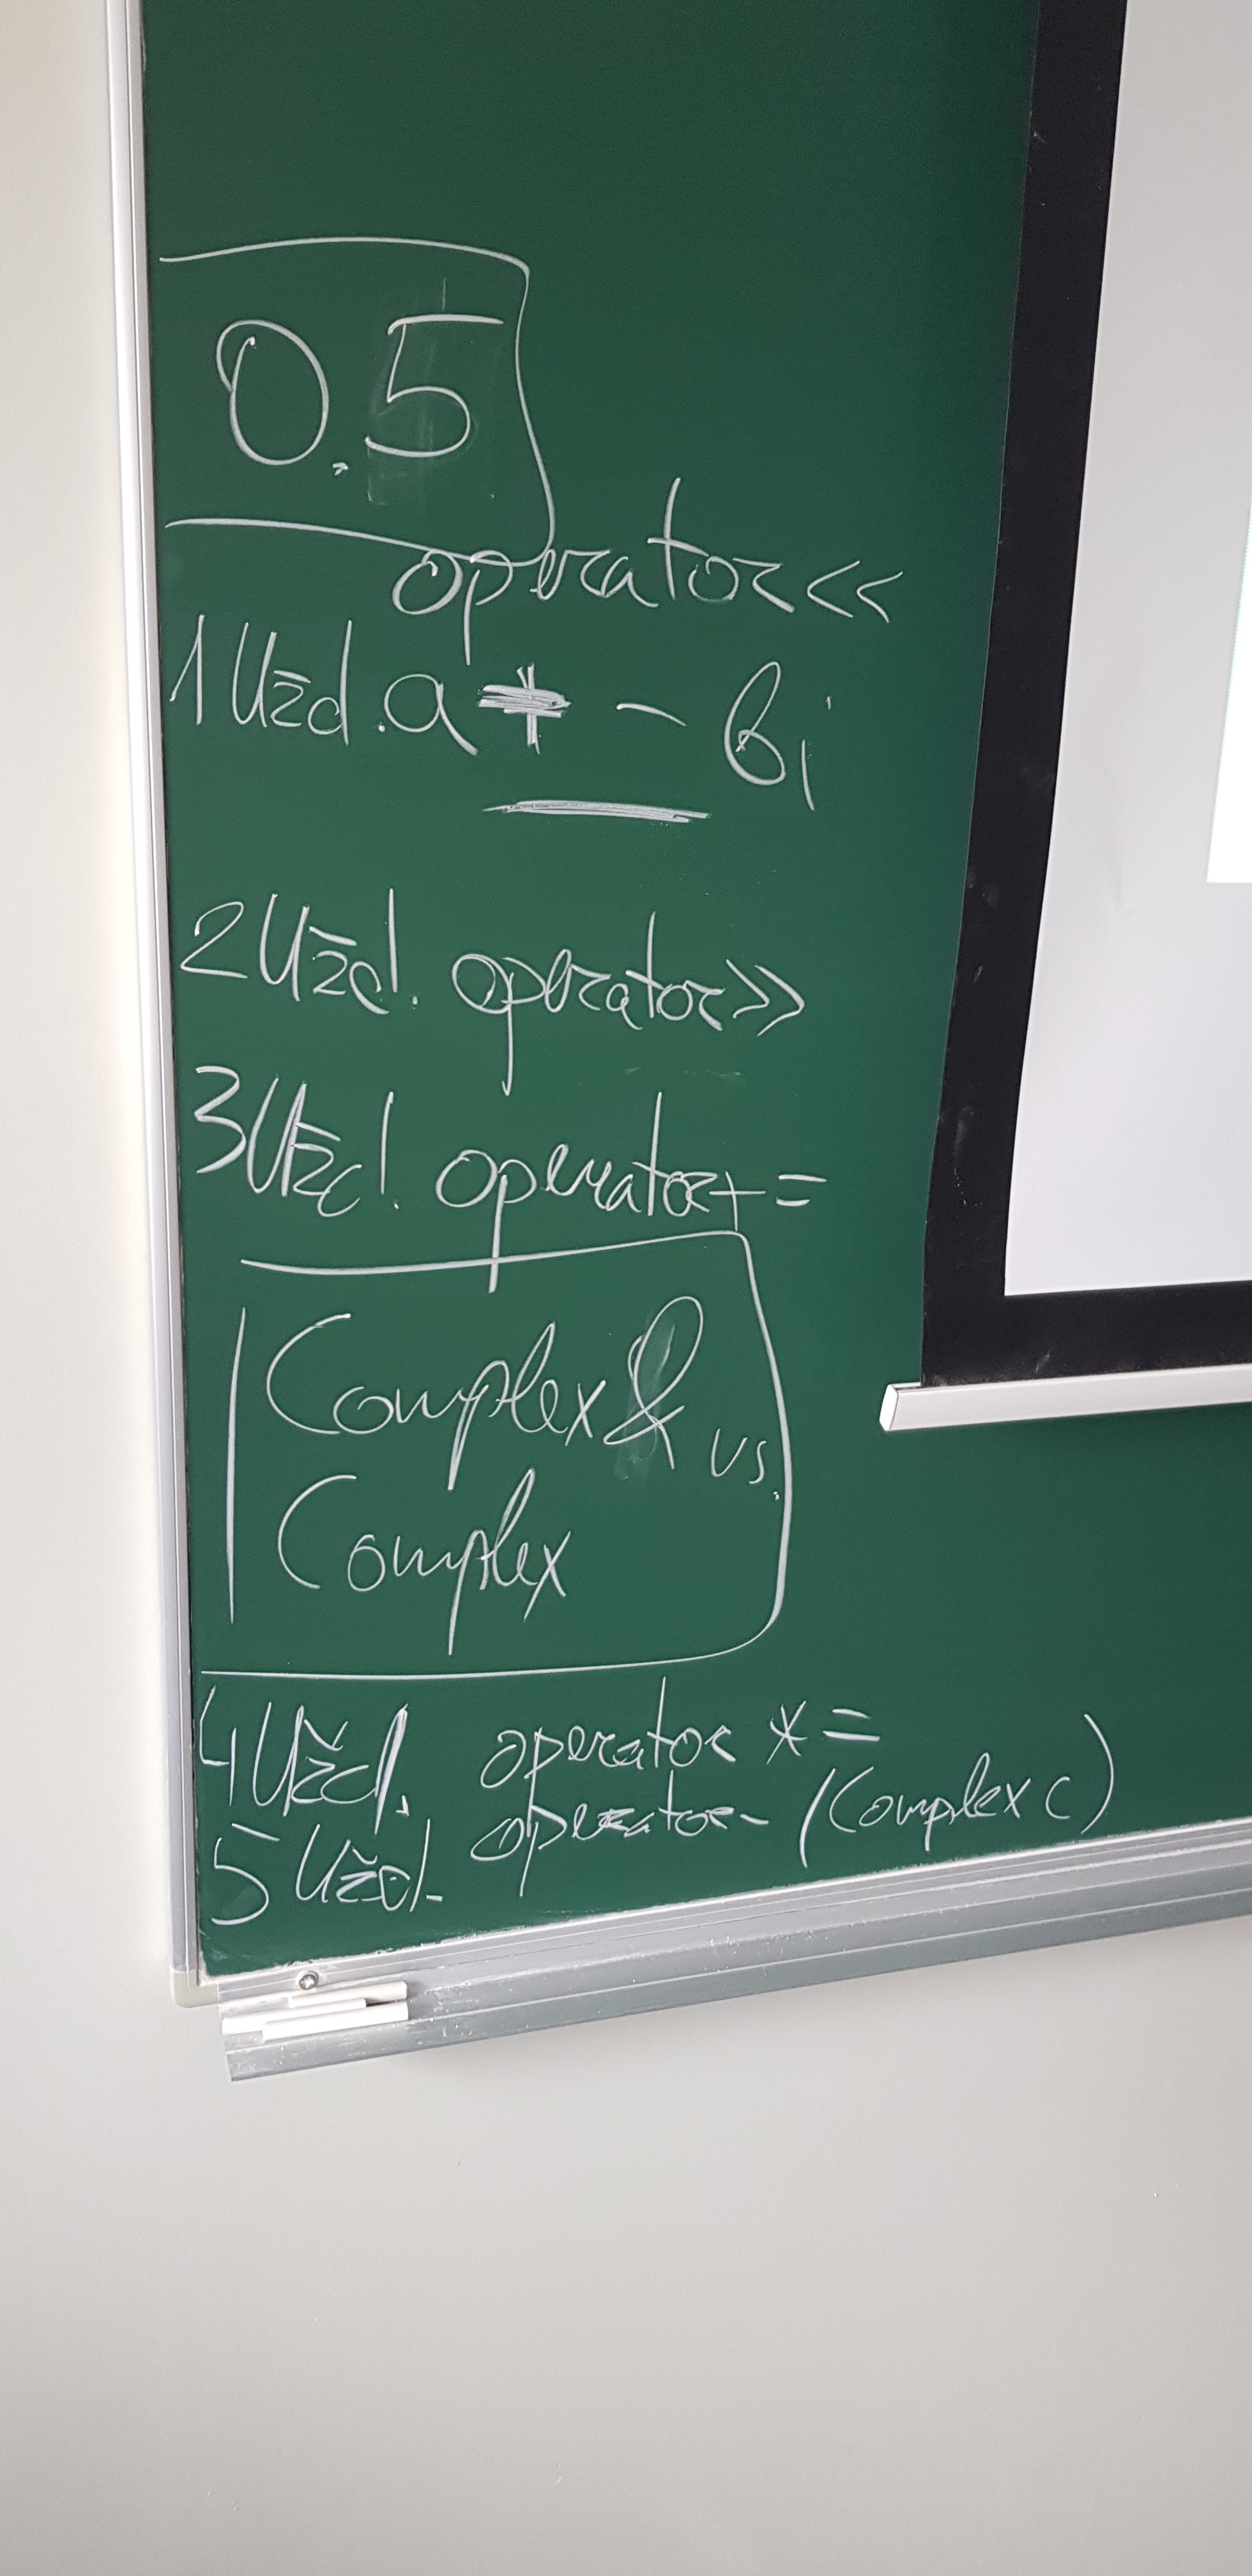 0.5
operator<<
1 Užd. a + - bi
2 Užd. operator>>
3 Užd. operator+=
Complex& vs.
Complex
4 Užd. operator *=
5 Užd. operator- (Complex c)